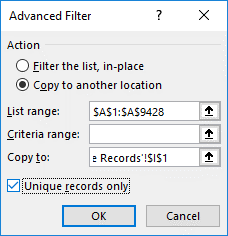 Advanced Filter
Action
Filter the list, in-place
Copy to another location
List range: $A$1:$A$9428
Criteria range:
Copy to: e Records'!$I$1
Unique records only
OK Cancel